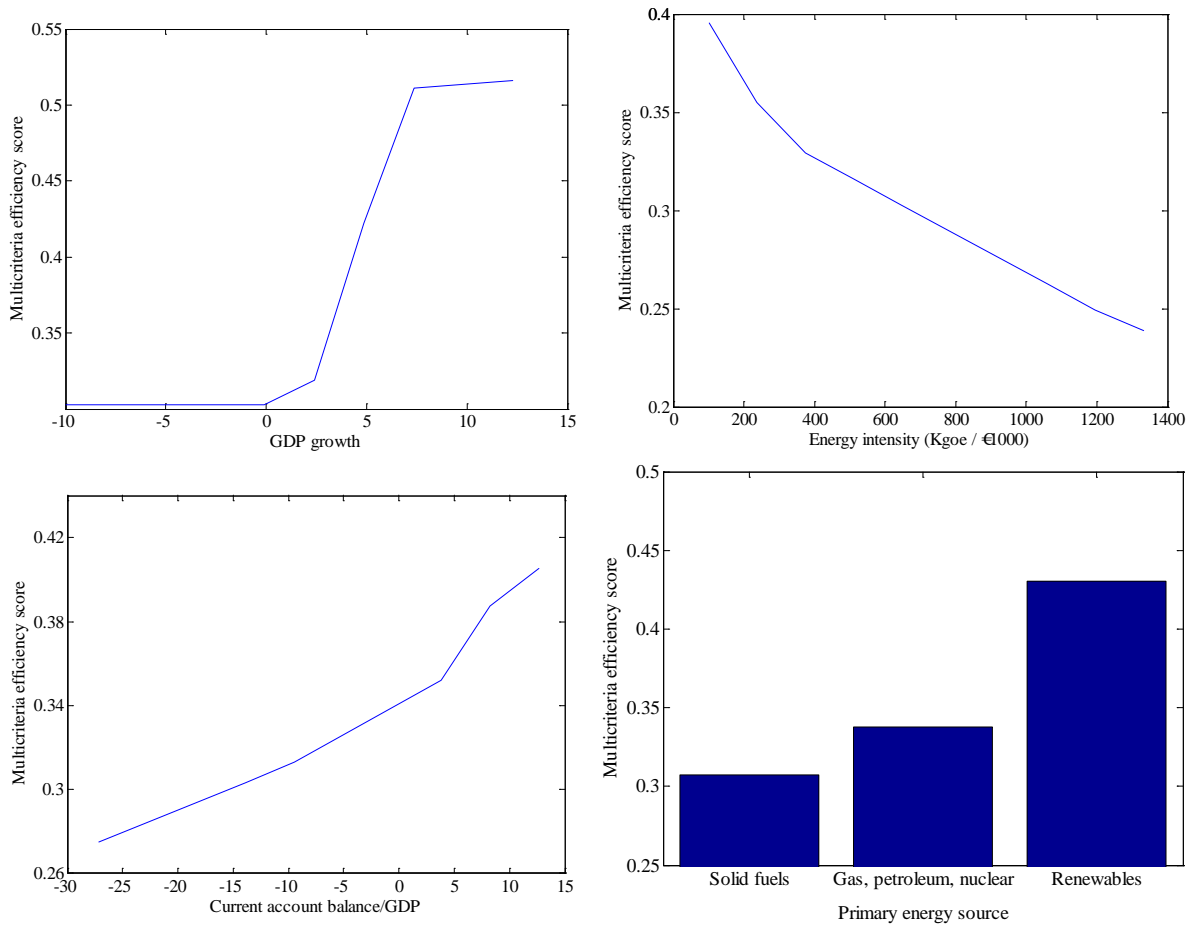 0.55
0.5
0.45
0.4
0.35
-10 -5 0 5 10 15
Multicriteria efficiency score
GDP growth
0.4
0.35
0.3
0.25
0.2
0 200 400 600 800 1000 1200 1400
Multicriteria efficiency score
Energy intensity (Kgoe / €1000)
0.42
0.38
0.34
0.3
0.26
-30 -25 -20 -15 -10 -5 0 5 10 15
Multicriteria efficiency score
Current account balance/GDP
0.5
0.45
0.4
0.35
0.3
0.25
Multicriteria efficiency score
Solid fuels Gas, petroleum, nuclear Renewables
Primary energy source